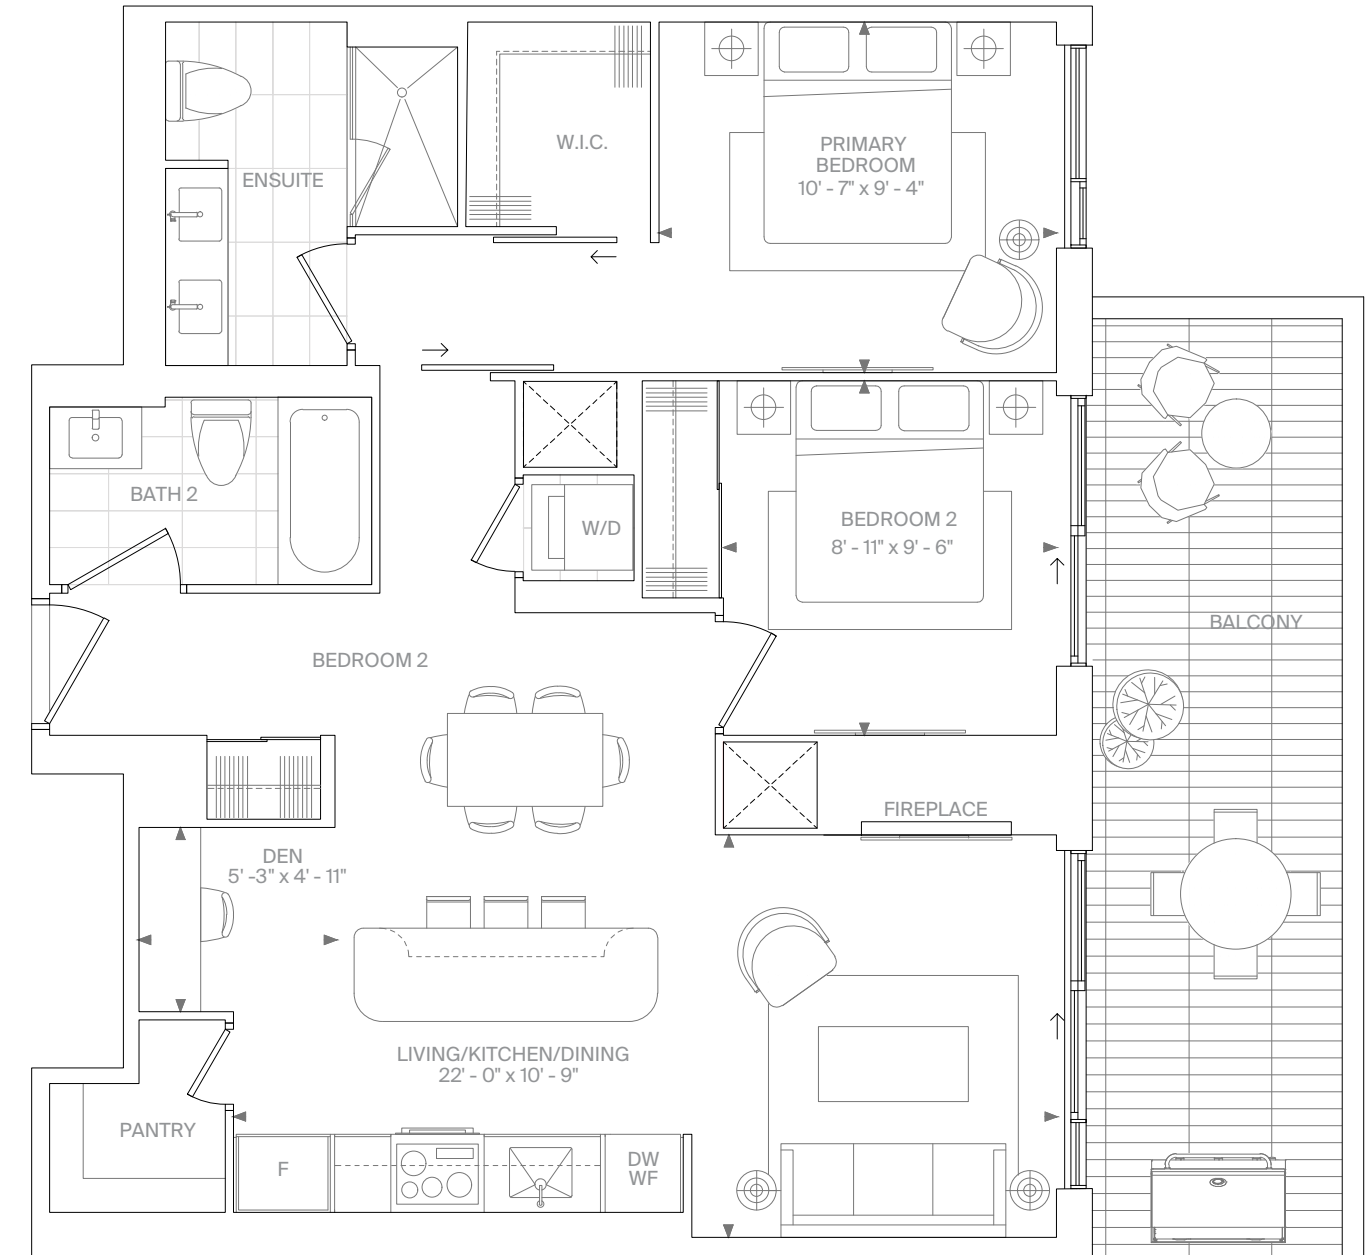 W.I.C.
PRIMARY
BEDROOM
10' - 7" x 9' - 4"
ENSUITE
BATH 2
W/D
BEDROOM 2
8' - 11" x 9' - 6"
BALCONY
BEDROOM 2
FIREPLACE
DEN
5' -3" x 4' - 11"
LIVING/KITCHEN/DINING
22' - 0" x 10' - 9"
PANTRY
F
DW
WF